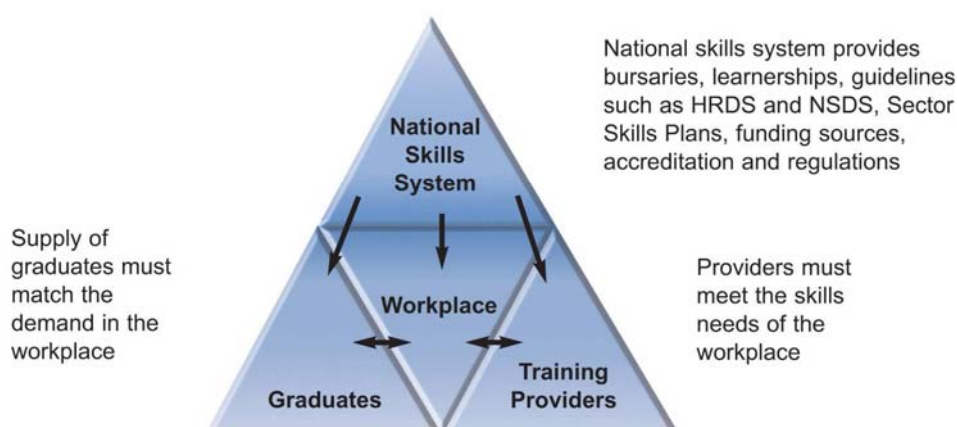 National skills system provides
bursaries, learnerships, guidelines
such as HRDS and NSDS, Sector
Skills Plans, funding sources,
accreditation and regulations
National
Skills
System
Supply of
graduates must
match the
demand in the
workplace
Workplace
Providers must
meet the skills
needs of the
workplace
Graduates
Training
Providers